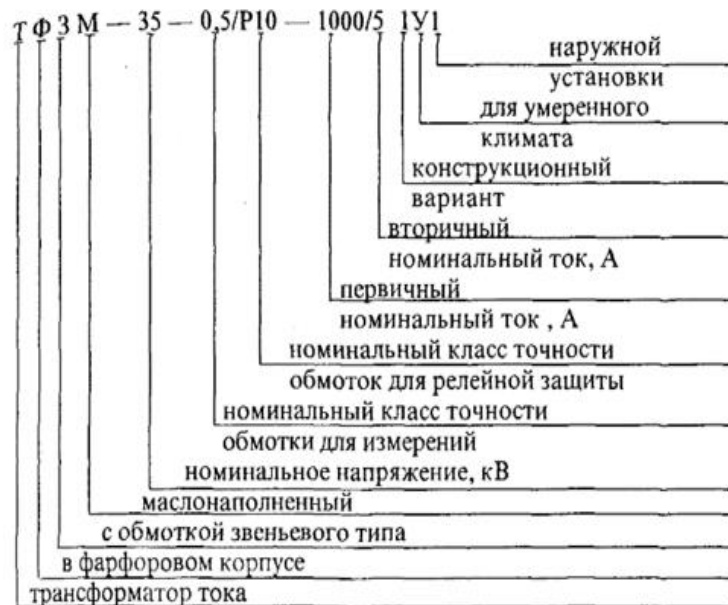 ТФЗМ — 35 — 0,5/Р10 — 1000/5 1У1
наружной
установки
для умеренного
климата
конструкционный
вариант
вторичный
номинальный ток, А
первичный
номинальный ток , А
номинальный класс точности
обмоток для релейной защиты
номинальный класс точности
обмотки для измерений
номинальное напряжение, кВ
маслонаполненный
с обмоткой звеньевого типа
в фарфоровом корпусе
трансформатор тока